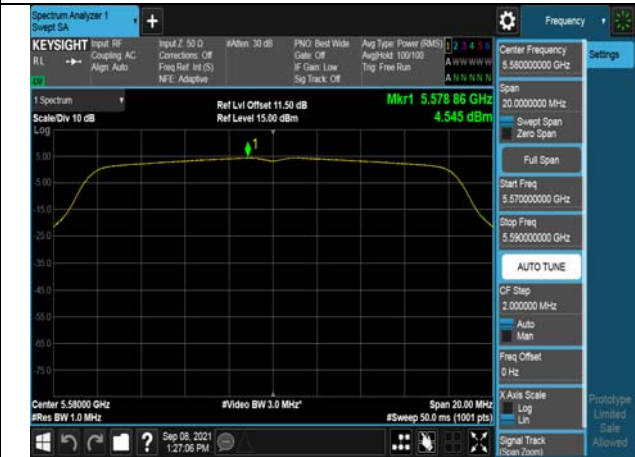 Spectrum Analyzer 1
Swept SA
+
Frequency
KEYSIGHT
RL
Input: RF
Coupling: AC
Align: Auto
Input Z: 50 Ω
Corrections: Off
Freq Ref: Int (S)
NFE: Adaptive
#Atten: 30 dB
PNO: Best Wide
Gate: Off
IF Gain: Low
Sig Track: Off
Avg Type: Power (RMS)
Avg|Hold: 100/100
Trig: Free Run
1 2 3 4 5 6
A W W W W W
A N N N N N
1 Spectrum
Scale/Div 10 dB
Log
Ref Lvl Offset 11.50 dB
Ref Level 15.00 dBm
Mkr1 5.578 86 GHz
4.545 dBm
1
5.00
-5.00
-15.0
-25.0
-35.0
-45.0
-55.0
-65.0
-75.0
Center 5.58000 GHz
#Res BW 1.0 MHz
#Video BW 3.0 MHz*
Span 20.00 MHz
#Sweep 50.0 ms (1001 pts)
Sep 08, 2021
1:27:06 PM
Center Frequency
5.580000000 GHz
Settings
Span
20.0000000 MHz
Swept Span
Zero Span
Full Span
Start Freq
5.570000000 GHz
Stop Freq
5.590000000 GHz
AUTO TUNE
CF Step
2.000000 MHz
Auto
Man
Freq Offset
0 Hz
X Axis Scale
Log
Lin
Signal Track
(Span Zoom)
Prototype
Limited
Sale
Allowed